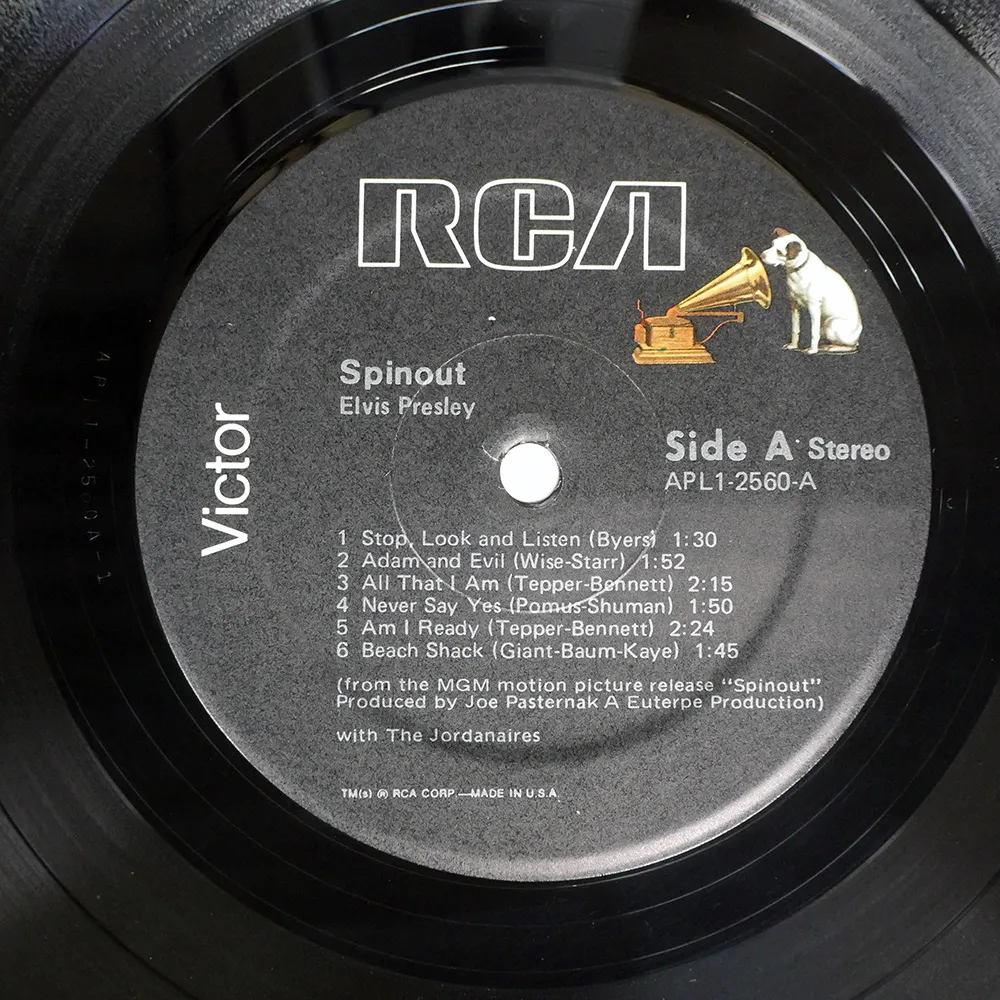 RCA
Spinout
Elvis Presley
Victor
Side A Stereo
APL1-2560-A
1 Stop, Look and Listen (Byers) 1:30
2 Adam and Evil (Wise-Starr) 1:52
3 All That I Am (Tepper-Bennett) 2:15
4 Never Say Yes (Pomus-Shuman) 1:50
5 Am I Ready (Tepper-Bennett) 2:24
6 Beach Shack (Giant-Baum-Kaye) 1:45
(from the MGM motion picture release "Spinout"
Produced by Joe Pasternak A Euterpe Production)
with The Jordanaires
TM(s) ® RCA CORP.—MADE IN U.S.A.
APL1-2560A-1